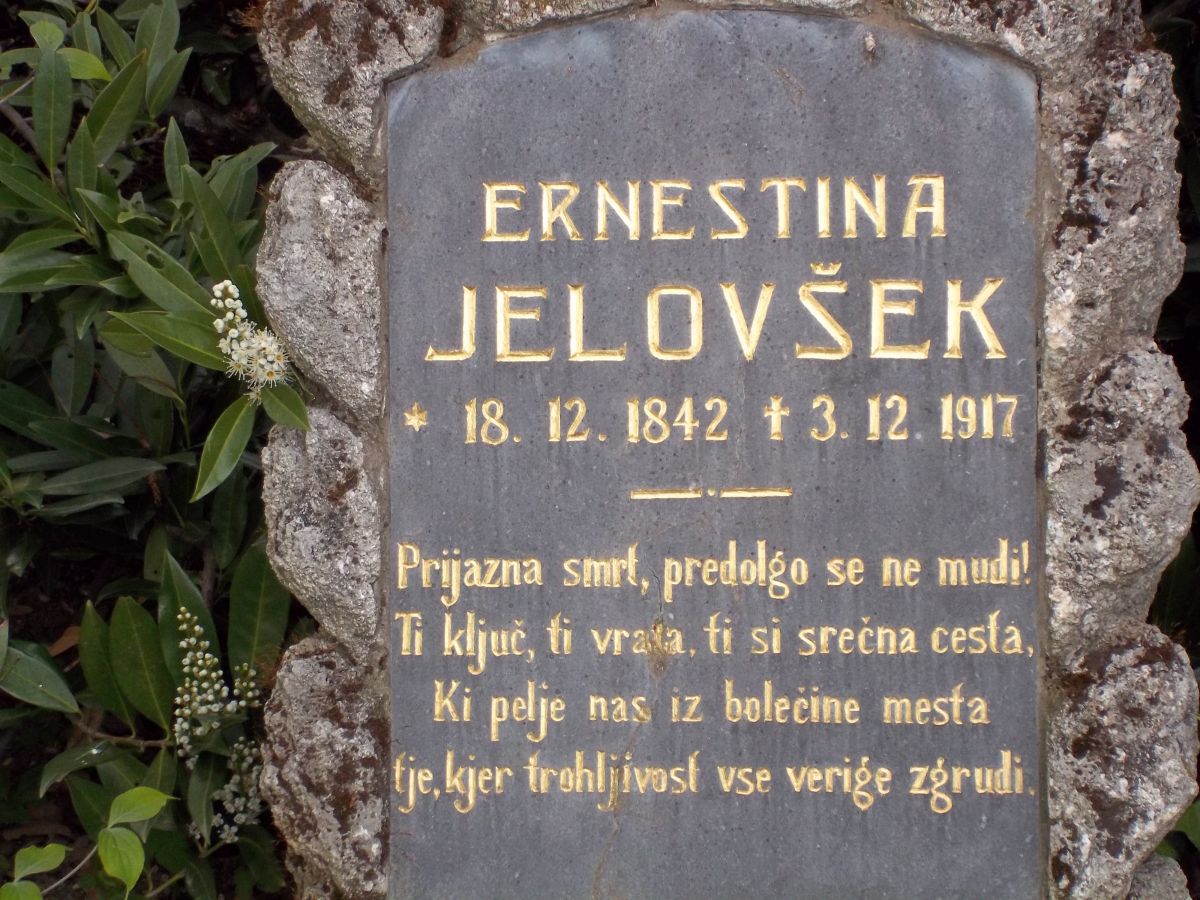 ERNESTINA
JELOVŠEK
* 18. 12. 1842 ✝ 3. 12. 1917
Prijazna smrt, predolgo se ne mudi!
Ti ključ, ti vrata, ti si srečna cesta,
Ki pelje nas iz bolečine mesta
tje, kjer trohljivost vse verige zgrudi.